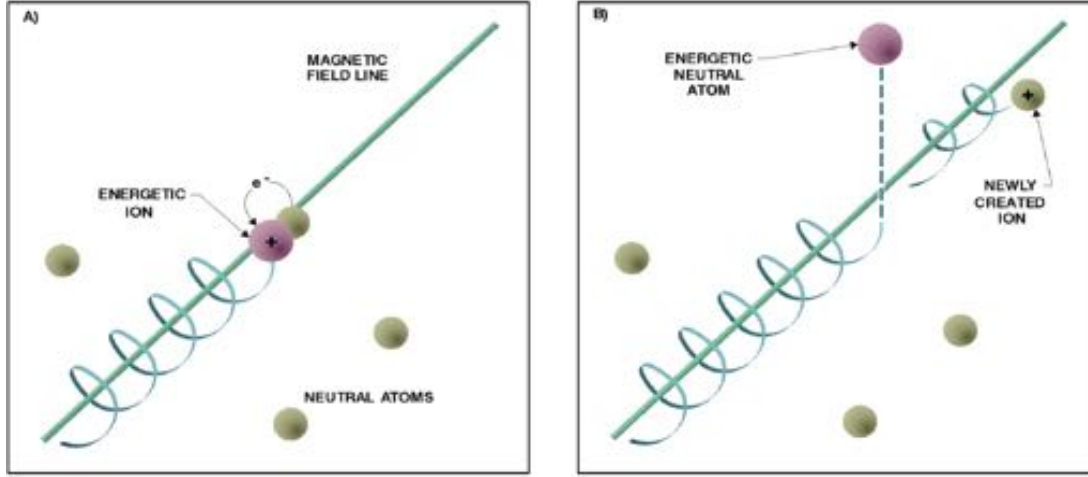 A)
MAGNETIC
FIELD LINE
e⁻
ENERGETIC
ION
+
NEUTRAL ATOMS
B)
ENERGETIC
NEUTRAL
ATOM
+
NEWLY
CREATED
ION